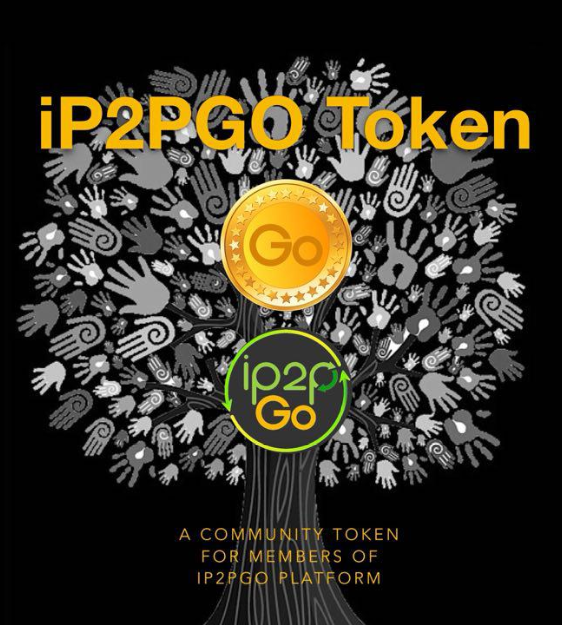 iP2PGO Token
Go
ip2p
Go
A COMMUNITY TOKEN
FOR MEMBERS OF
IP2PGO PLATFORM